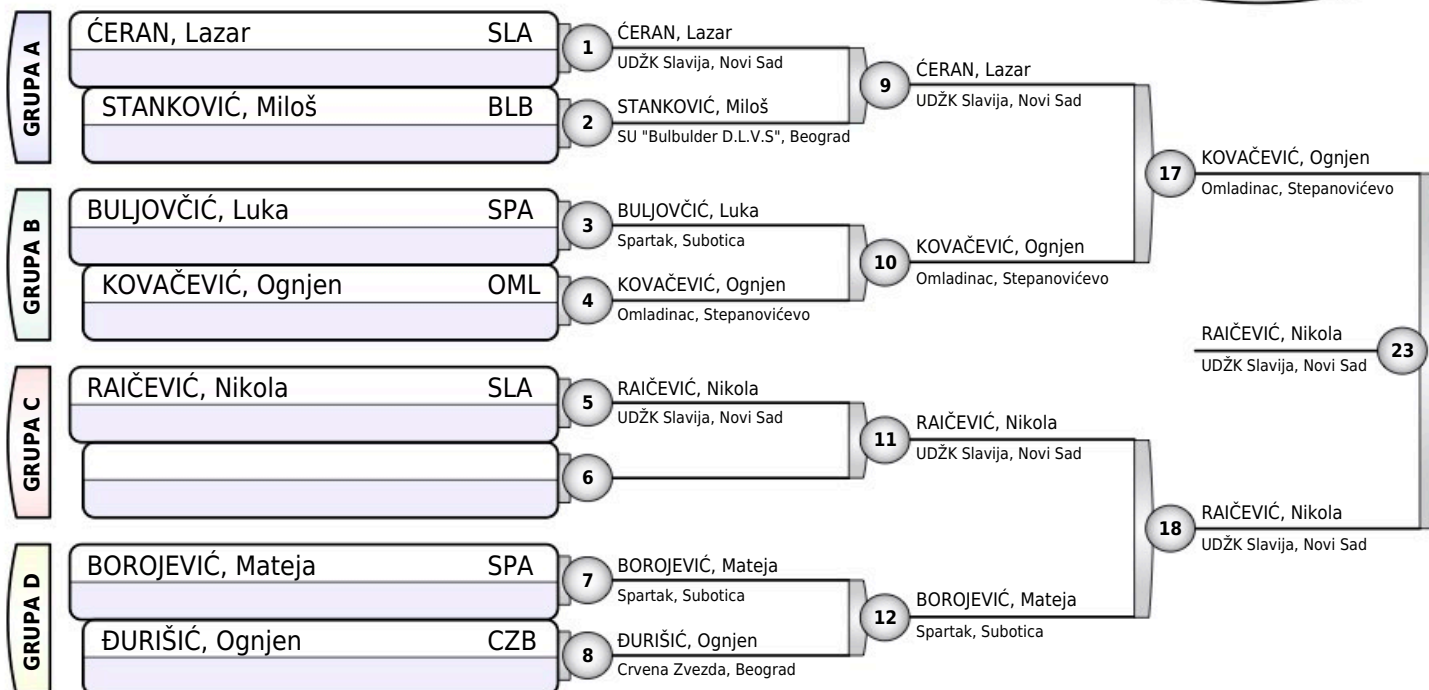 GRUPA A
ĆERAN, Lazar SLA
STANKOVIĆ, Miloš BLB
GRUPA B
BULJOVČIĆ, Luka SPA
KOVAČEVIĆ, Ognjen OML
GRUPA C
RAIČEVIĆ, Nikola SLA
GRUPA D
BOROJEVIĆ, Mateja SPA
ĐURIŠIĆ, Ognjen CZB
1
ĆERAN, Lazar
UDŽK Slavija, Novi Sad
2
STANKOVIĆ, Miloš
SU "Bulbulder D.L.V.S", Beograd
3
BULJOVČIĆ, Luka
Spartak, Subotica
4
KOVAČEVIĆ, Ognjen
Omladinac, Stepanovićevo
5
RAIČEVIĆ, Nikola
UDŽK Slavija, Novi Sad
6
7
BOROJEVIĆ, Mateja
Spartak, Subotica
8
ĐURIŠIĆ, Ognjen
Crvena Zvezda, Beograd
9
ĆERAN, Lazar
UDŽK Slavija, Novi Sad
10
KOVAČEVIĆ, Ognjen
Omladinac, Stepanovićevo
11
RAIČEVIĆ, Nikola
UDŽK Slavija, Novi Sad
12
BOROJEVIĆ, Mateja
Spartak, Subotica
17
KOVAČEVIĆ, Ognjen
Omladinac, Stepanovićevo
18
RAIČEVIĆ, Nikola
UDŽK Slavija, Novi Sad
RAIČEVIĆ, Nikola
UDŽK Slavija, Novi Sad
23